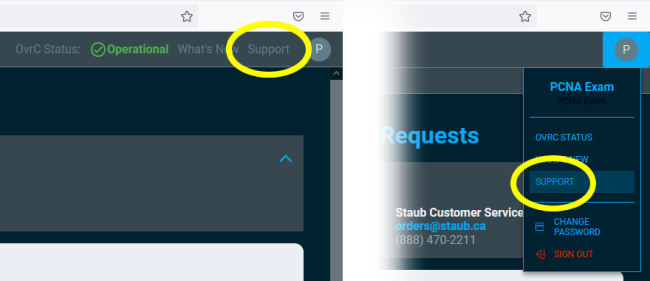 OvrC Status: Operational What's New Support P
P
PCNA Exam
PCNA Exam
OVRC STATUS
WHAT'S NEW
SUPPORT
CHANGE
PASSWORD
SIGN OUT
Requests
Staub Customer Service
orders@staub.ca
(888) 470-2211